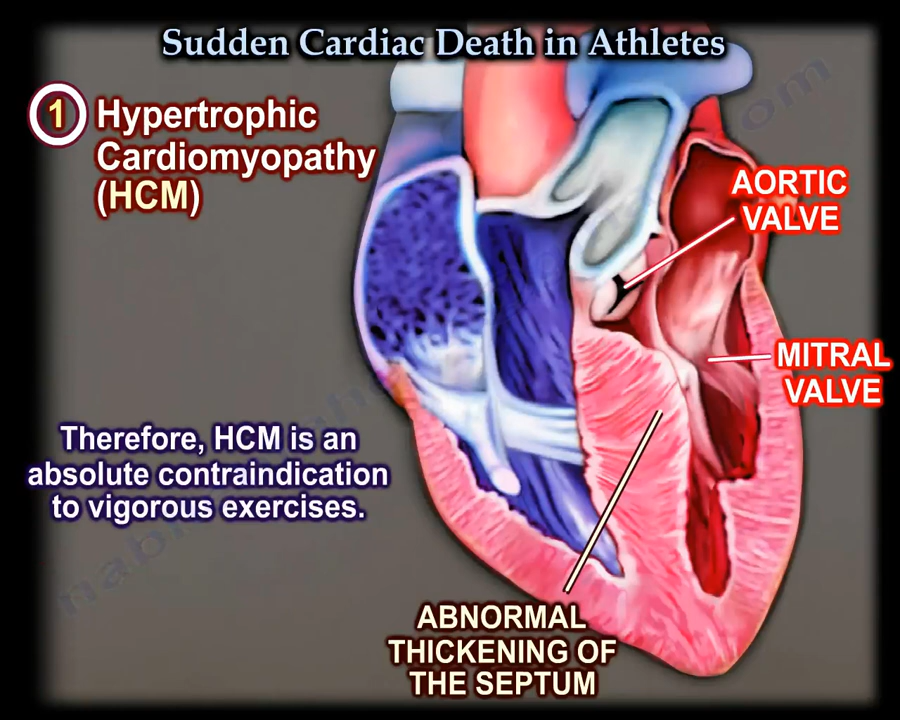 Sudden Cardiac Death in Athletes
1
Hypertrophic
Cardiomyopathy
(HCM)
AORTIC
VALVE
MITRAL
VALVE
Therefore, HCM is an
absolute contraindication
to vigorous exercises.
ABNORMAL
THICKENING OF
THE SEPTUM